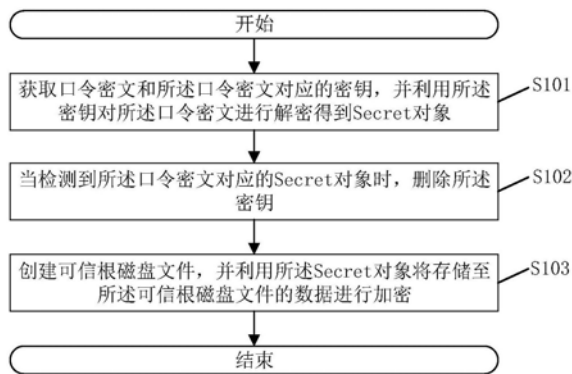 开始
获取口令密文和所述口令密文对应的密钥，并利用所述
密钥对所述口令密文进行解密得到Secret对象
S101
当检测到所述口令密文对应的Secret对象时，删除所述
密钥
S102
创建可信根磁盘文件，并利用所述Secret对象将存储至
所述可信根磁盘文件的数据进行加密
S103
结束